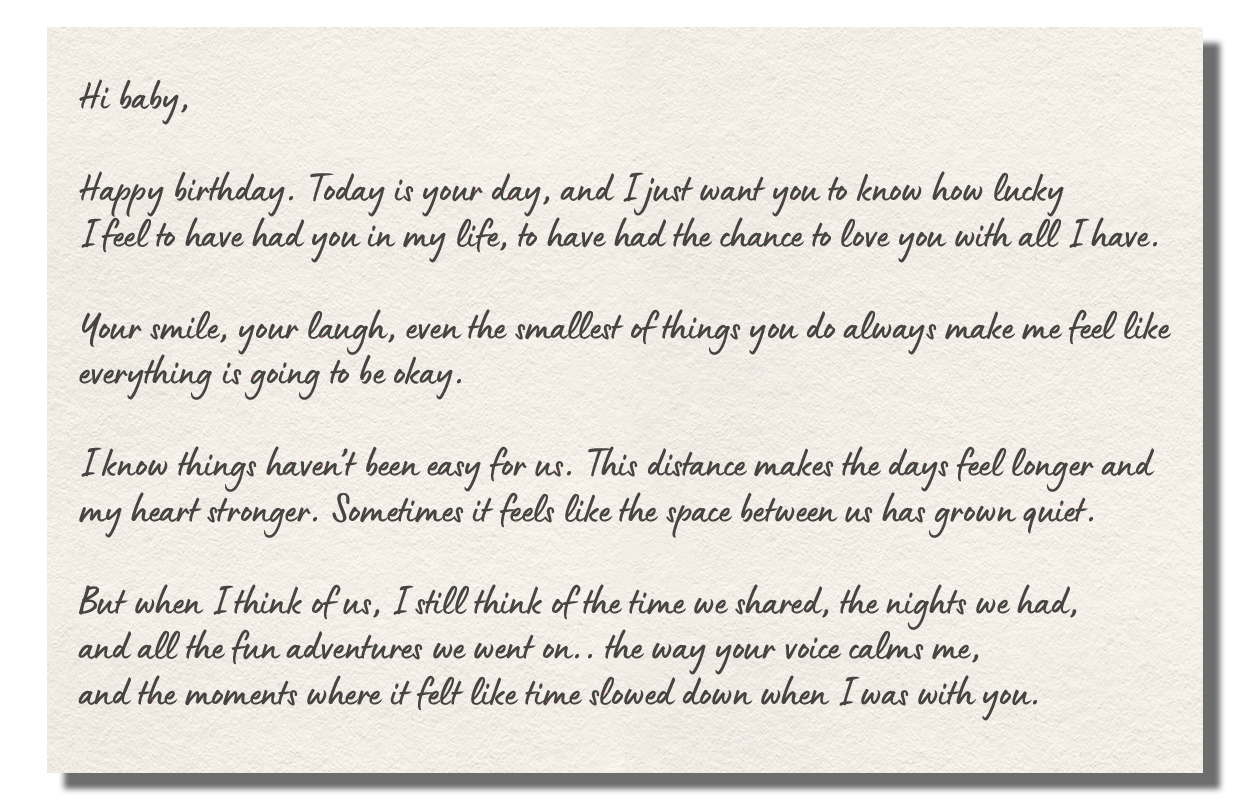 Hi baby,
Happy birthday. Today is your day, and I just want you to know how lucky
I feel to have had you in my life, to have had the chance to love you with all I have.
Your smile, your laugh, even the smallest of things you do always make me feel like
everything is going to be okay.
I know things haven't been easy for us. This distance makes the days feel longer and
my heart stronger. Sometimes it feels like the space between us has grown quiet.
But when I think of us, I still think of the time we shared, the nights we had,
and all the fun adventures we went on.. the way your voice calms me,
and the moments where it felt like time slowed down when I was with you.